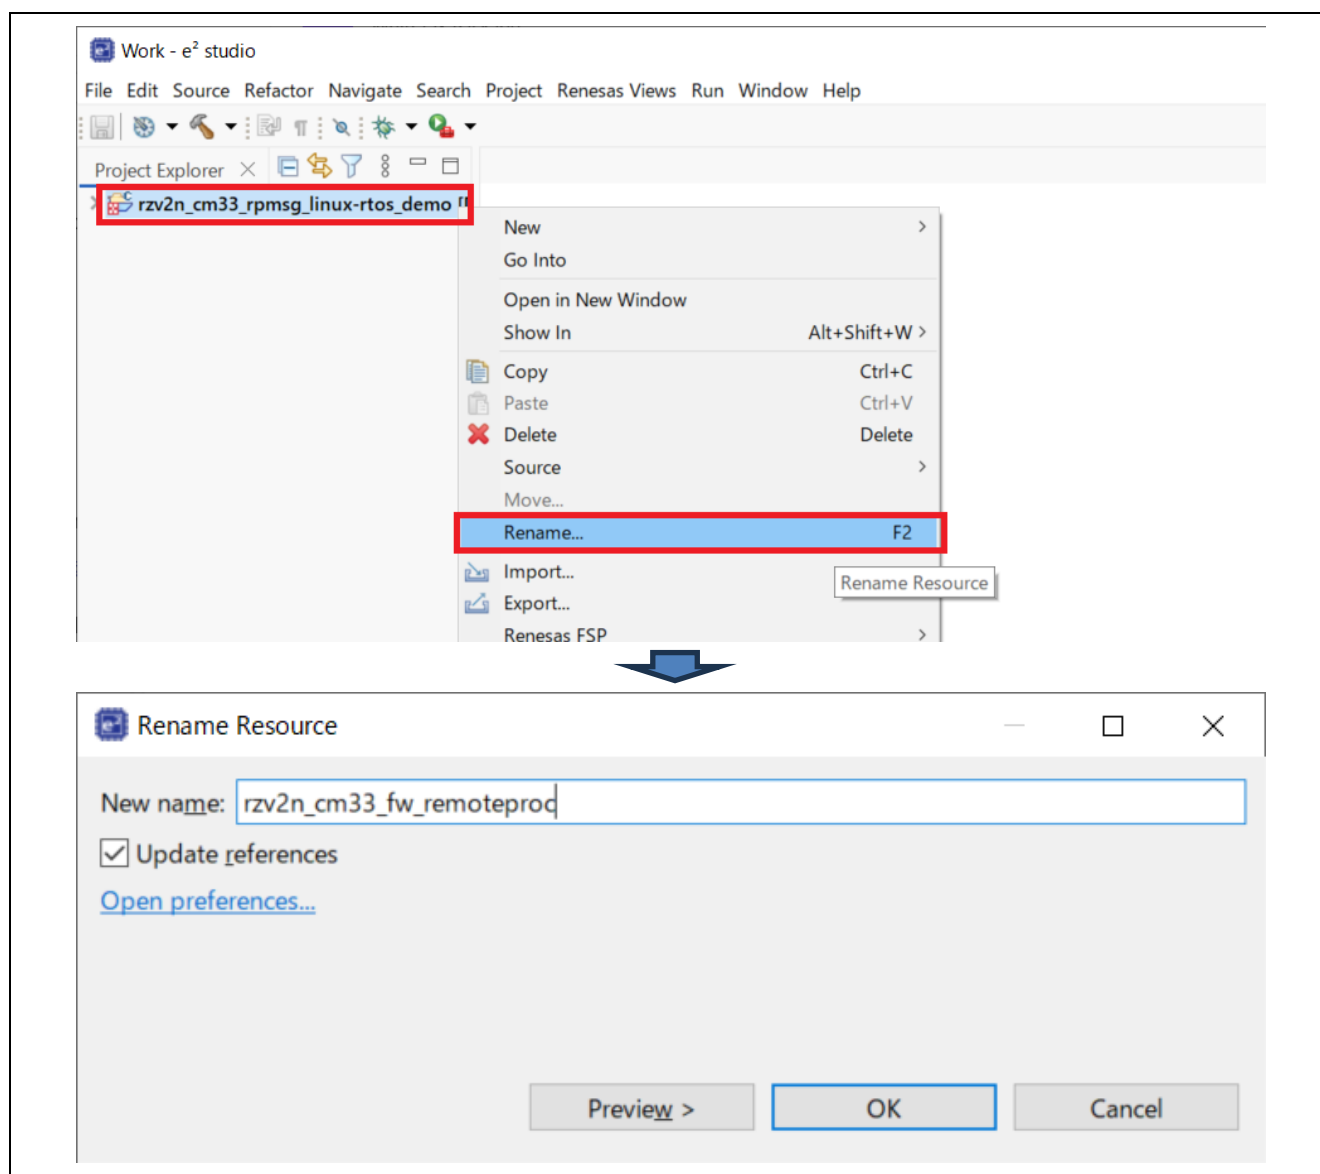 Work - e² studio
File Edit Source Refactor Navigate Search Project Renesas Views Run Window Help
Project Explorer
rzv2n_cm33_rpmsg_linux-rtos_demo
New
Go Into
Open in New Window
Show In Alt+Shift+W
Copy Ctrl+C
Paste Ctrl+V
Delete Delete
Source
Move...
Rename... F2
Import...
Rename Resource
Export...
Renesas FSP
Rename Resource
New name: rzv2n_cm33_fw_remoteproc
Update references
Open preferences...
Preview > OK Cancel